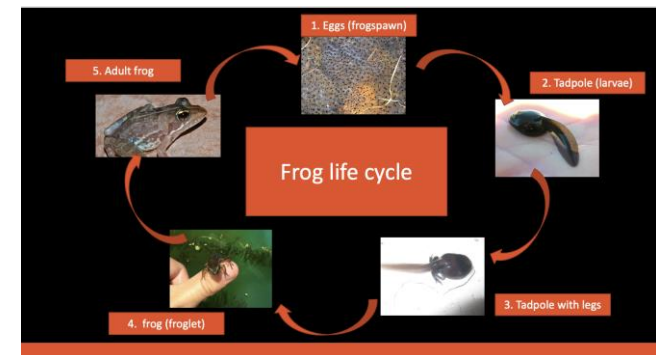 1. Eggs (frogspawn)
2. Tadpole (larvae)
3. Tadpole with legs
4. frog (froglet)
5. Adult frog
Frog life cycle